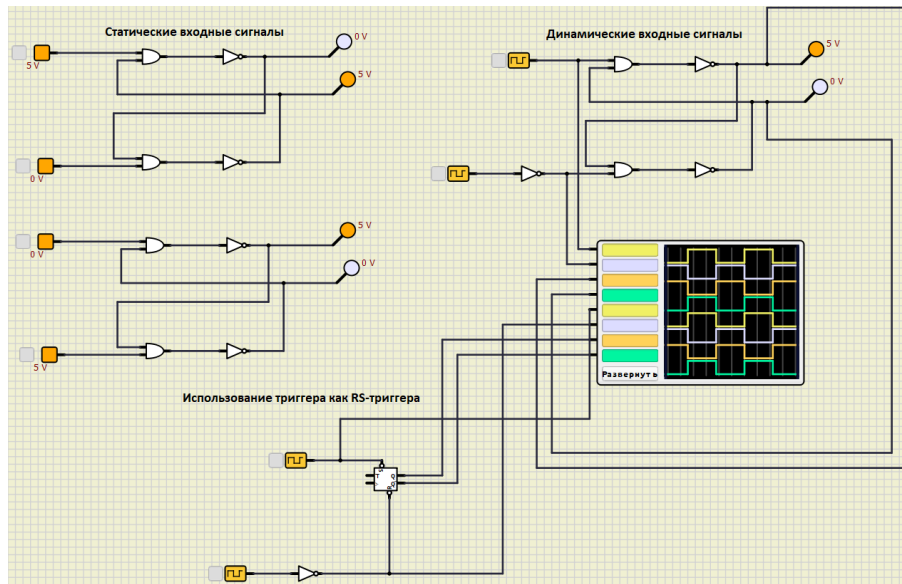 Статические входные сигналы
0 V
5 V
5 V
0 V
Динамические входные сигналы
5 V
0 V
5 V
0 V
0 V
5 V
Развернуть
Использование триггера как RS-триггера
S
T
Q
Q
R